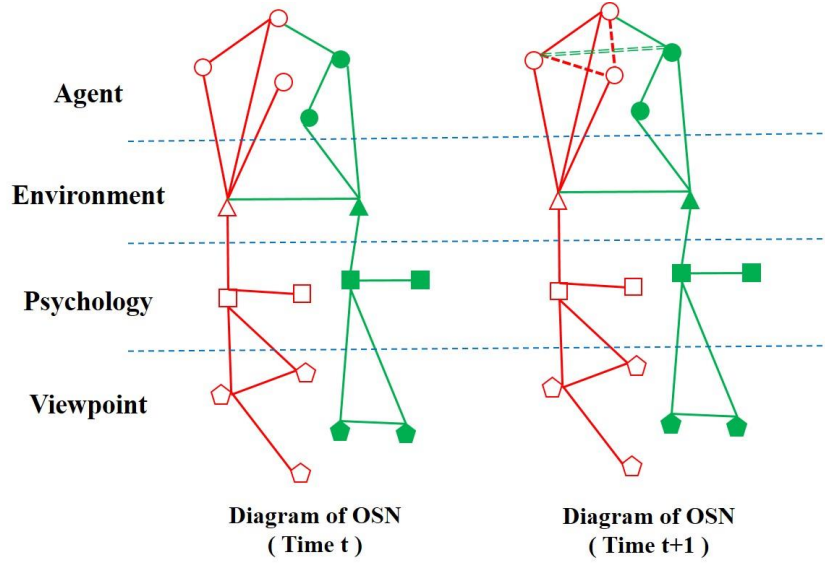 Agent
Environment
Psychology
Viewpoint
Diagram of OSN
( Time t )
Diagram of OSN
( Time t+1 )